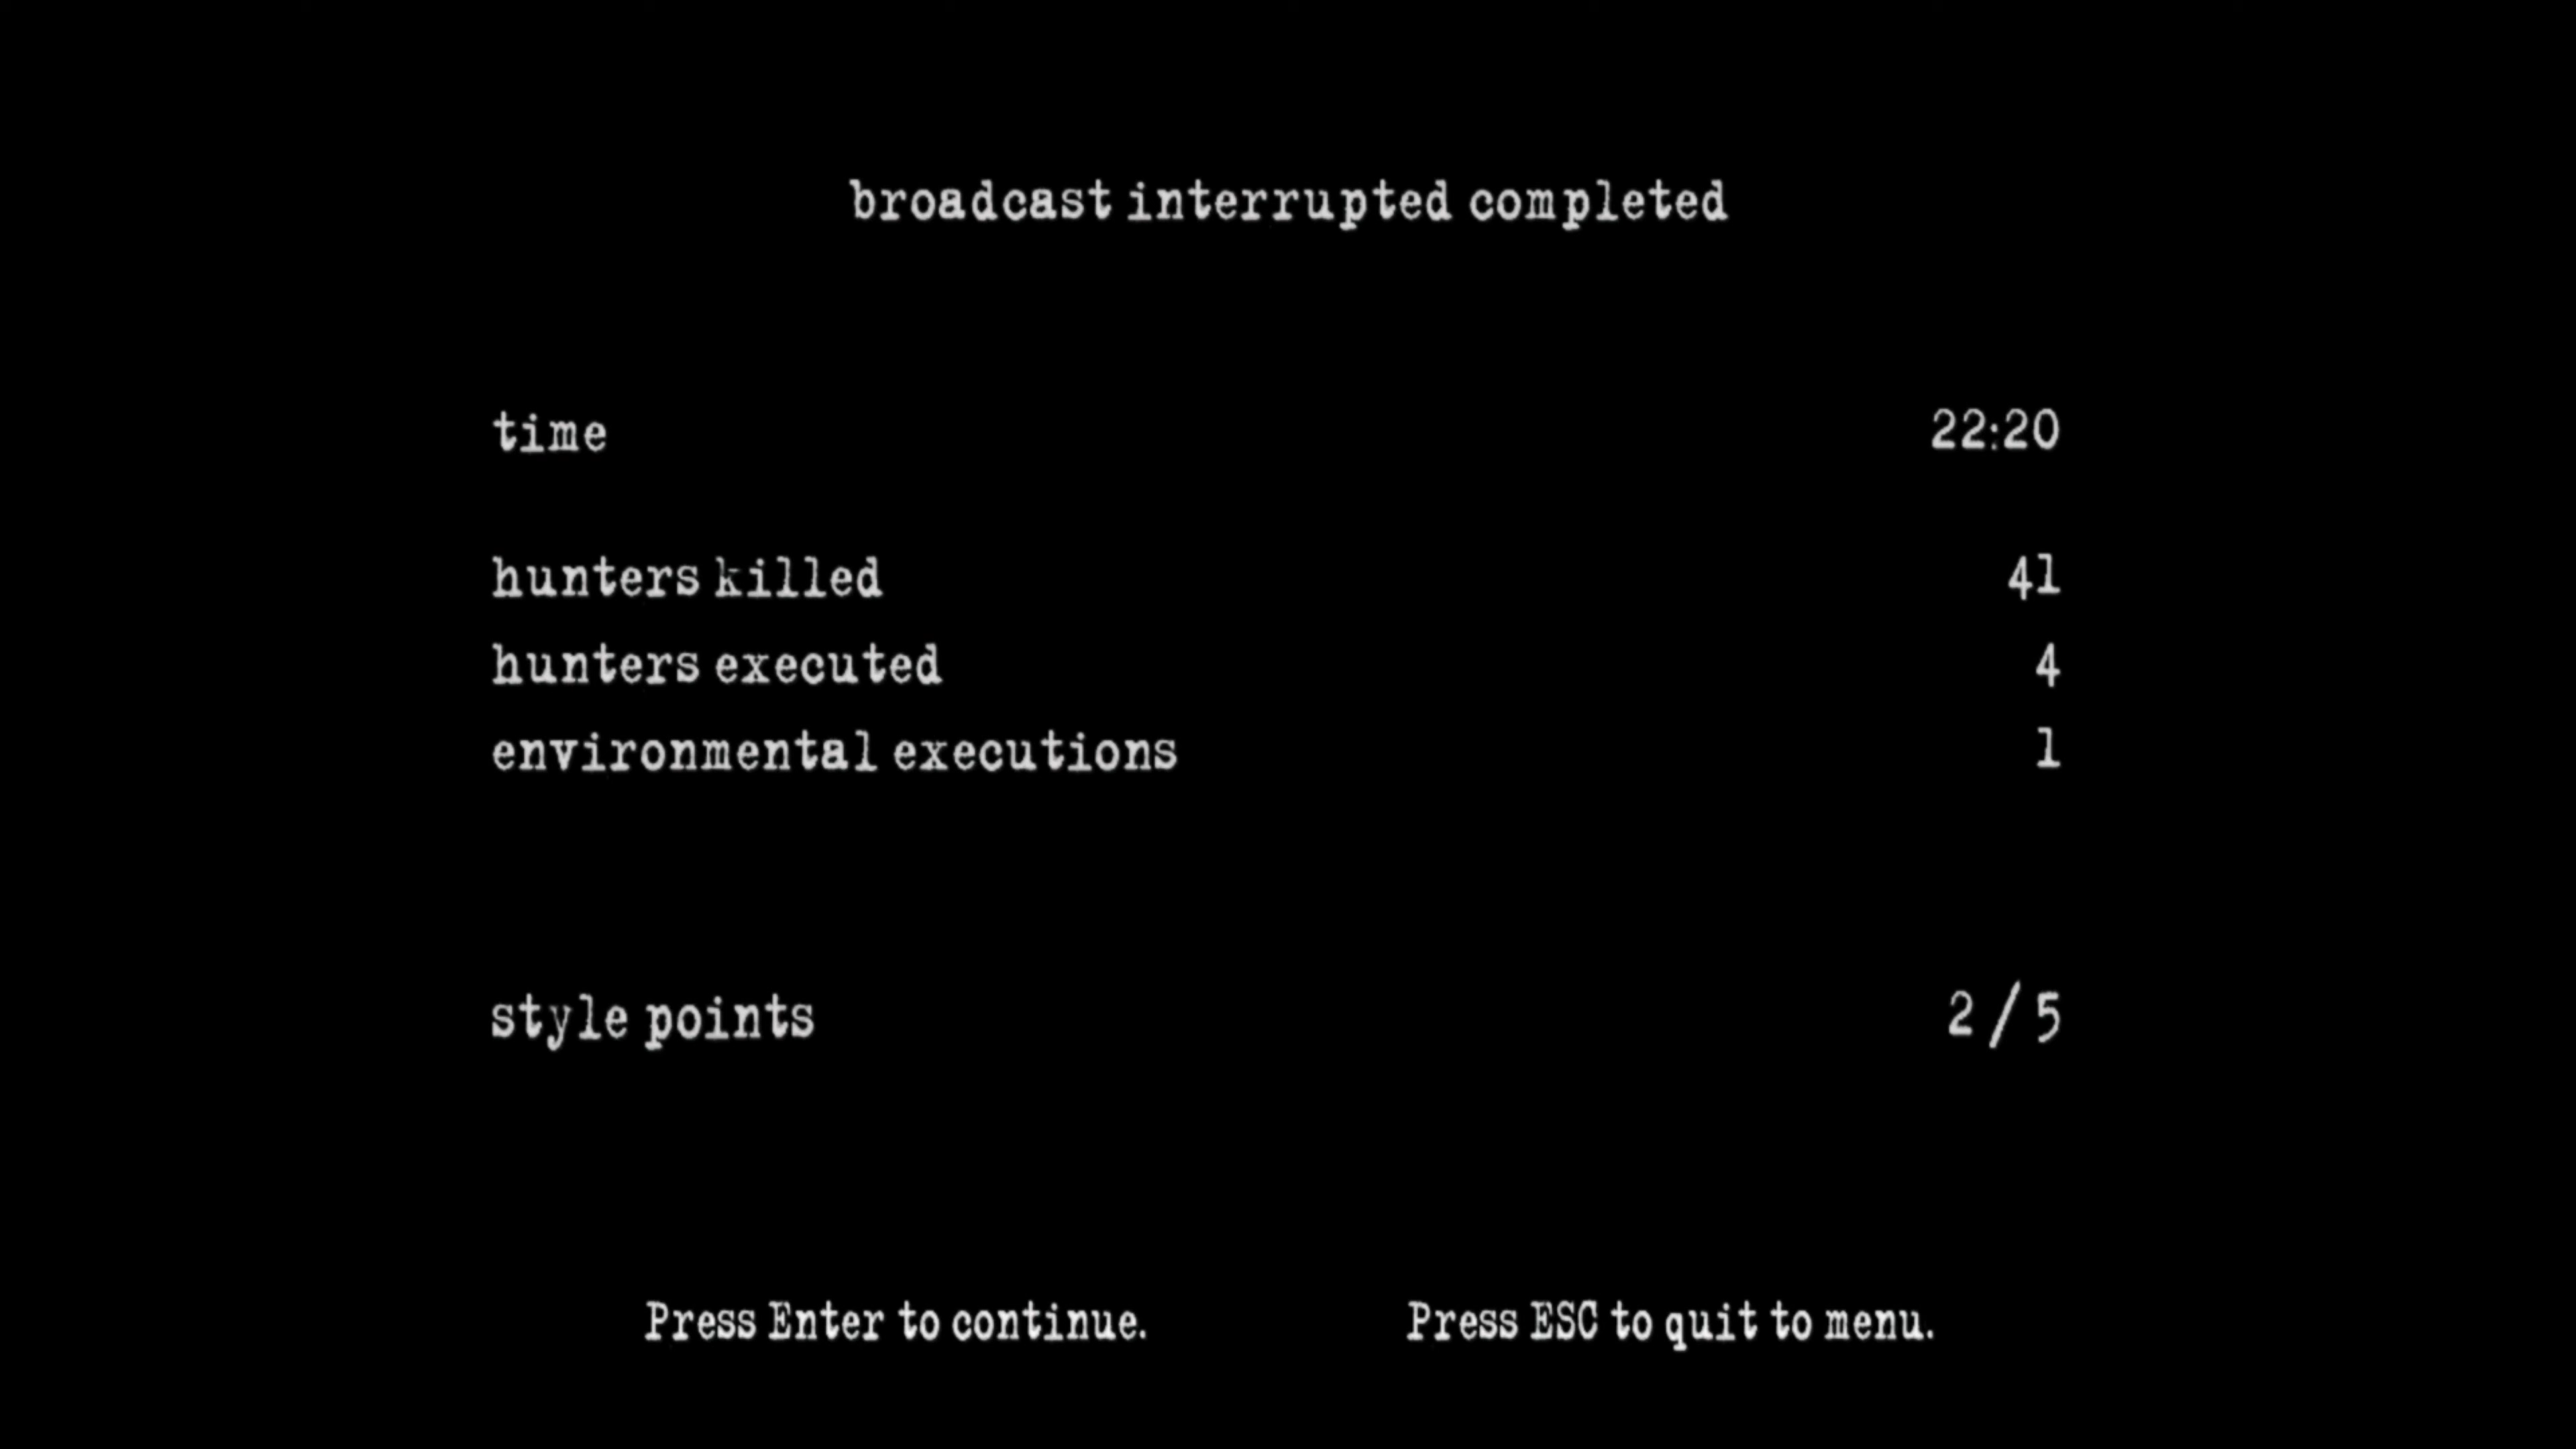 broadcast interrupted completed
time 22:20
hunters killed 41
hunters executed 4
environmental executions 1
style points 2/5
Press Enter to continue. Press ESC to quit to menu.